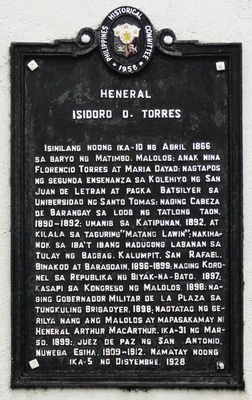 PHILIPPINES HISTORICAL COMMITTEE
1958
HENERAL
ISIDORO D. TORRES
ISINILANG NOONG IKA-10 NG ABRIL 1866
SA BARYO NG MATIMBO, MALOLOS; ANAK NINA
FLORENCIO TORRES AT MARIA DAYAO; NAGTAPOS
NG SEGUNDA ENSENANZA SA KOLEHIYO NG SAN
JUAN DE LETRAN AT PAGKA BATSILYER SA
UNIBERSIDAD NG SANTO TOMAS; NAGING CABEZA
DE BARANGAY SA LOOB NG TATLONG TAON,
1890-1892; UMANIB SA KATIPUNAN, 1892, AT
KILALA SA TAGURING "MATANG LAWIN"; NAKIHA-
MOK SA IBA'T IBANG MADUGONG LABANAN SA
TULAY NG BAGBAG, KALUMPIT, SAN RAFAEL,
BINAKOD AT BARASOAIN, 1896-1899; NAGING KORO-
NEL SA REPUBLIKA NG BIYAK-NA-BATO, 1897;
KASAPI SA KONGRESO NG MALOLOS, 1898; NA-
GING GOBERNADOR MILITAR DE LA PLAZA SA
TUNGKULING BRIGADYER, 1898; NAGTATAG NG GE-
RILYA NANG ANG MALOLOS AY MAPASAKAMAY NI
HENERAL ARTHUR MACARTHUR, IKA-31 NG MAR-
SO, 1899; JUEZ DE PAZ NG SAN ANTONIO,
NUWEBA ESIHA, 1909-1912. NAMATAY NOONG
IKA-5 NG DISYEMBRE, 1928